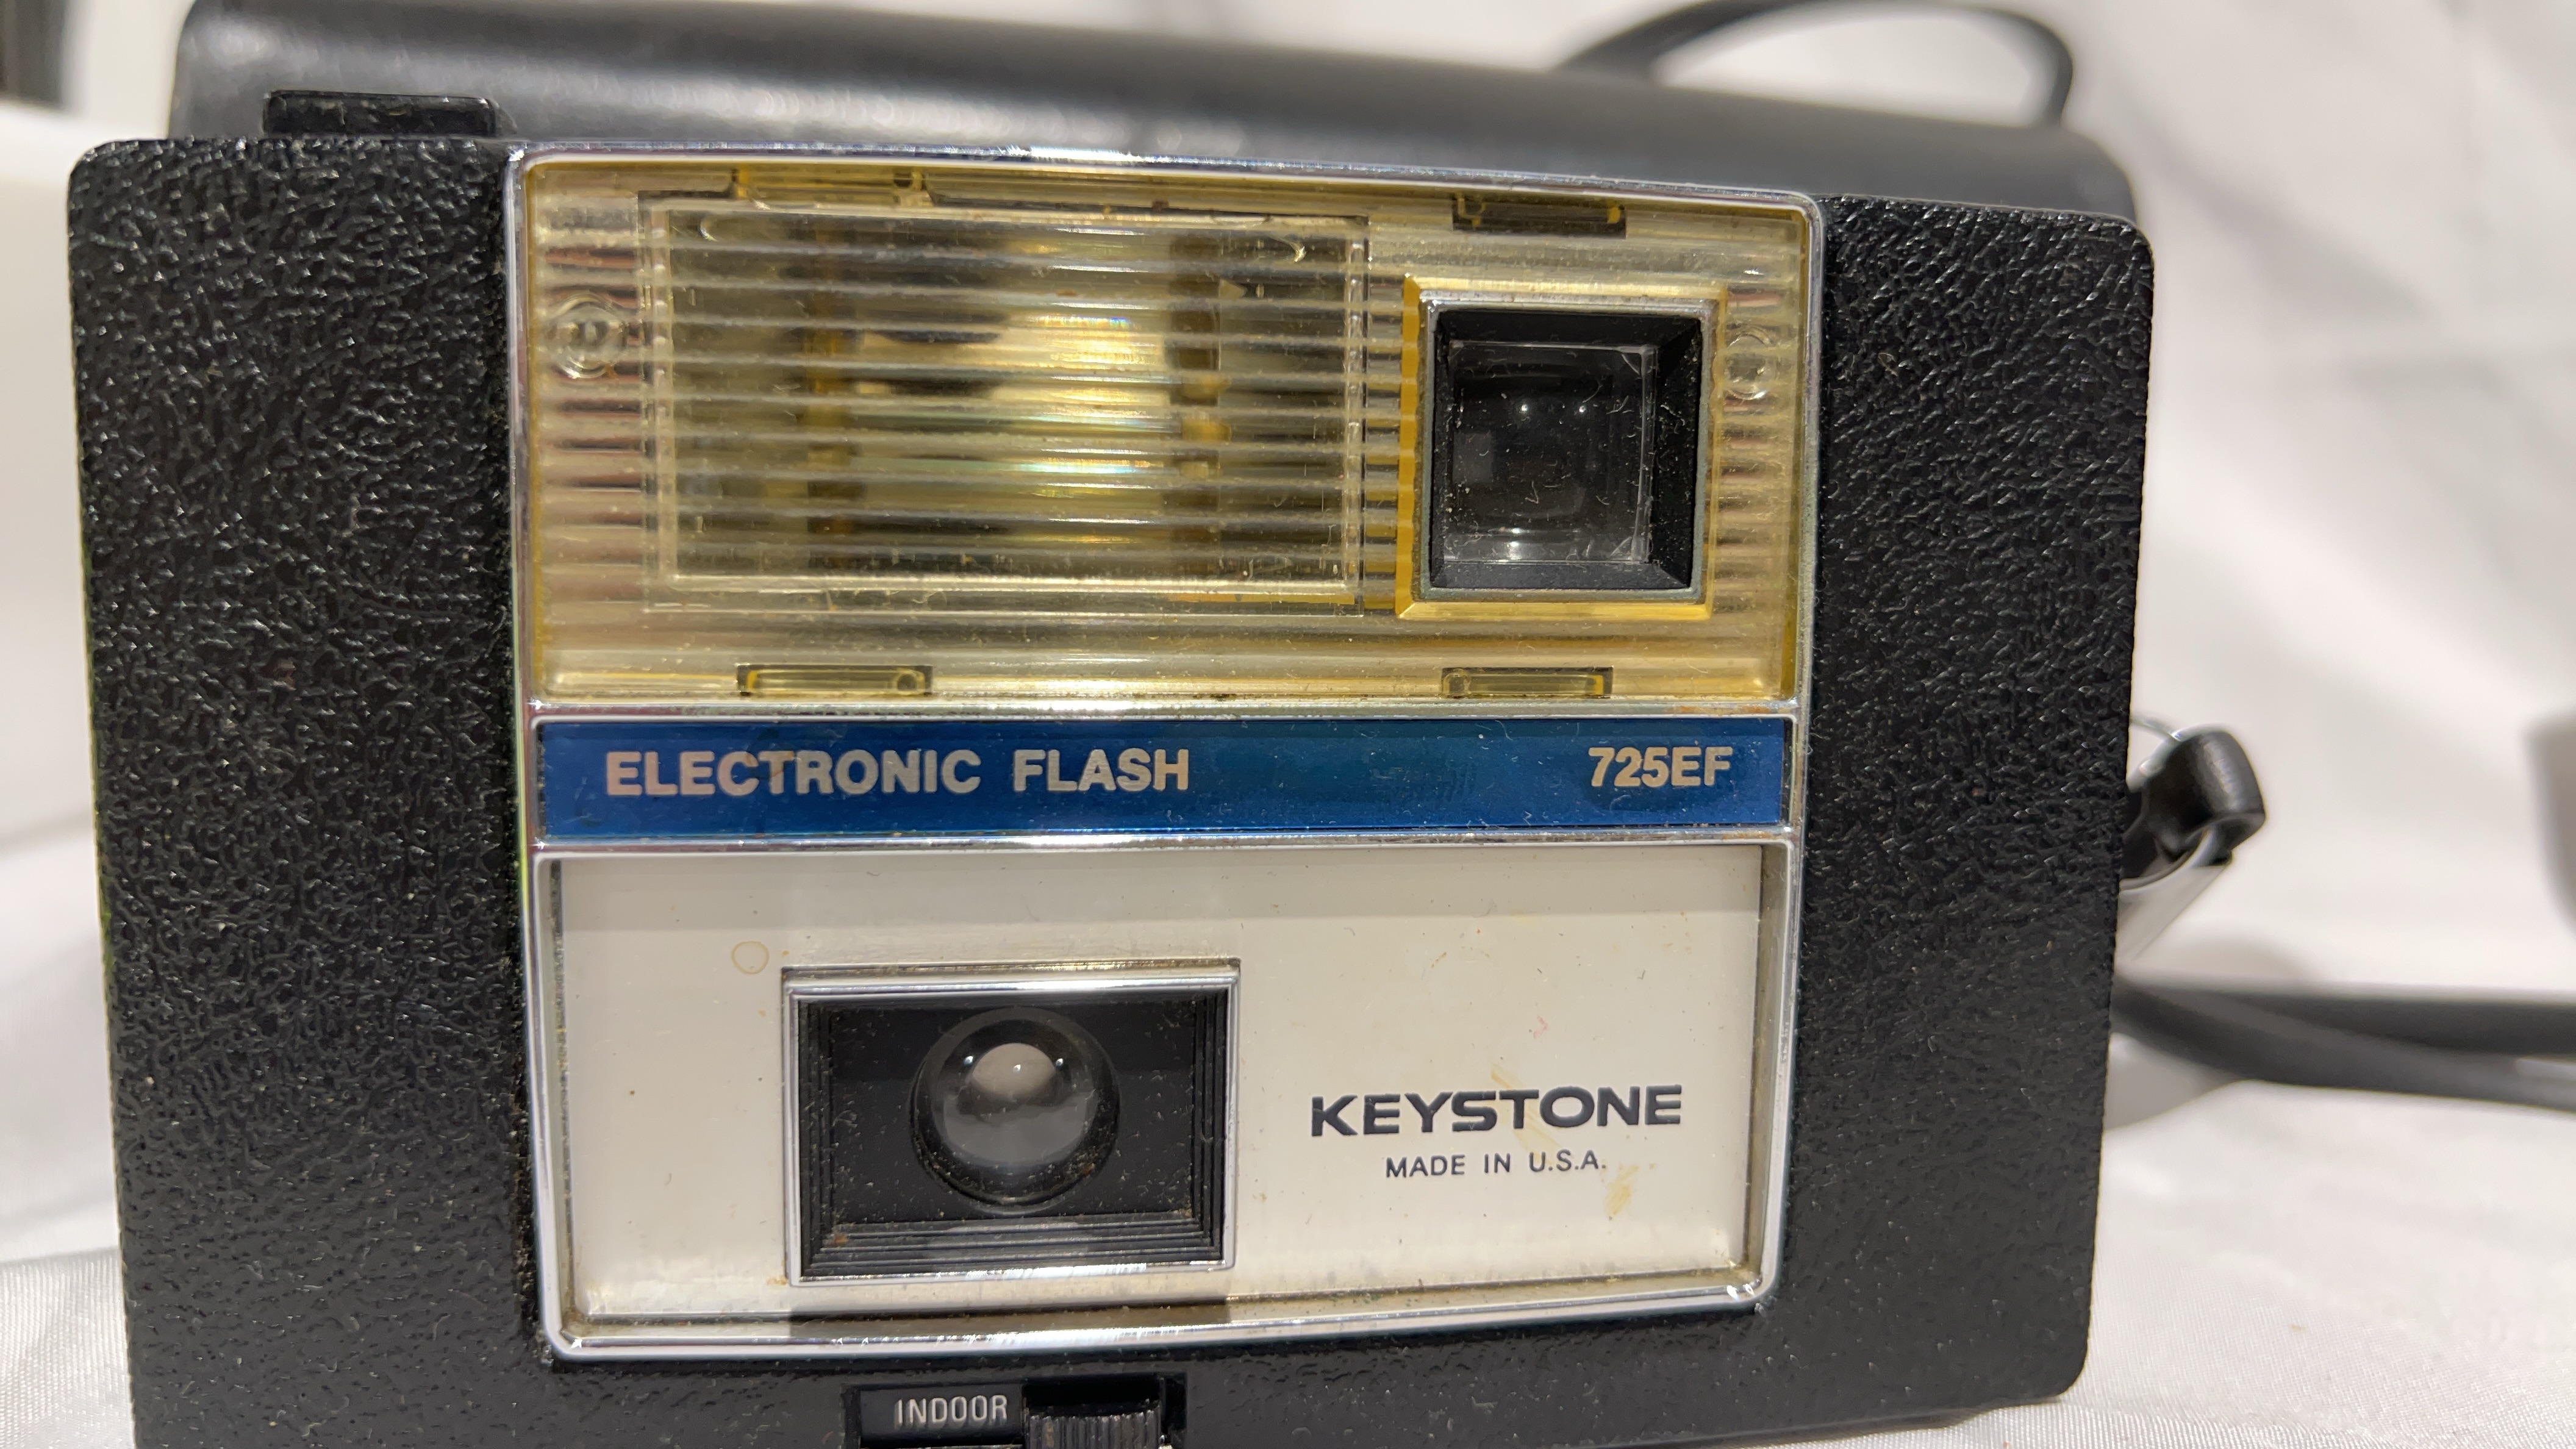 ELECTRONIC FLASH 725EF
KEYSTONE
MADE IN U.S.A.
INDOOR